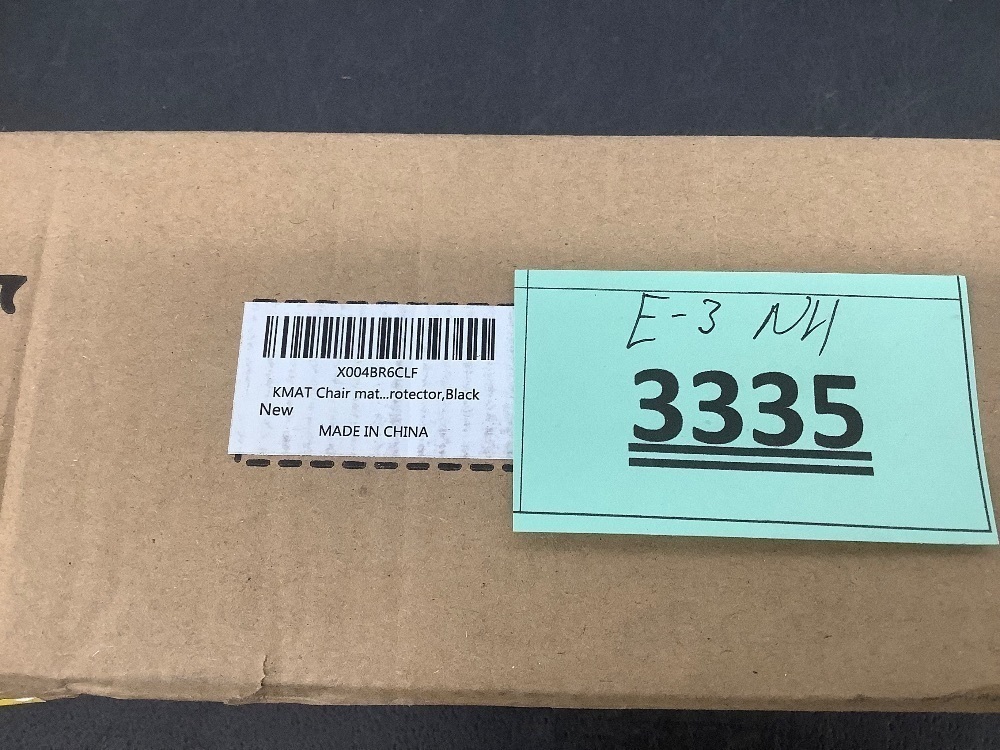 X004BR6CLF
KMAT Chair mat...rotector,Black
New
MADE IN CHINA
E-3 NH
3335